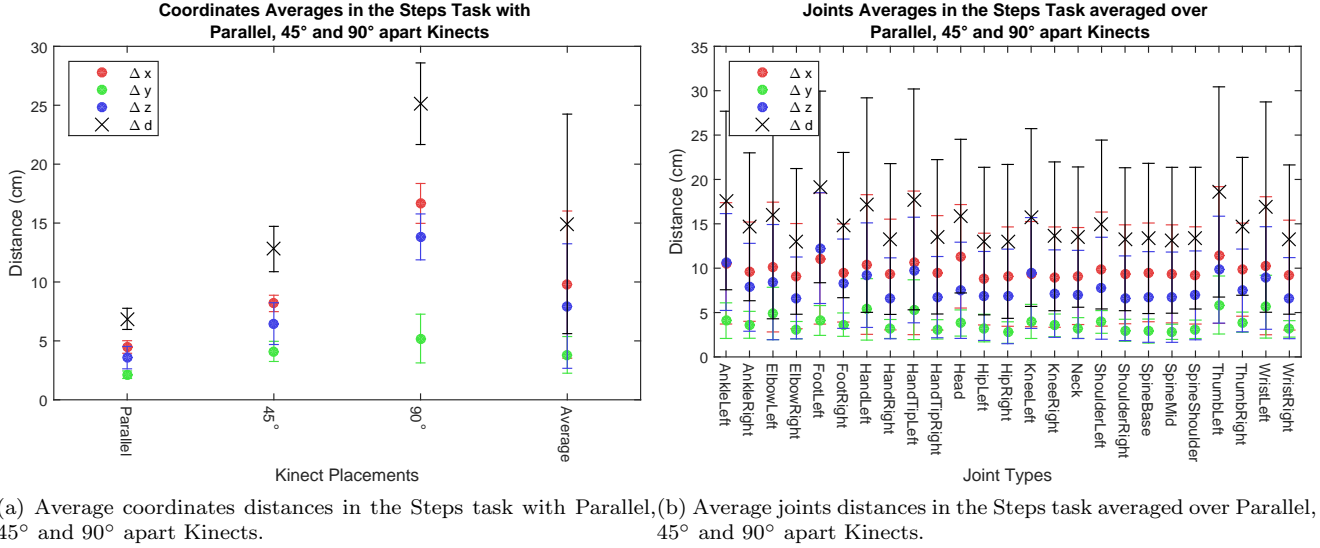 Coordinates Averages in the Steps Task with
Parallel, 45° and 90° apart Kinects
30
25
20
15
10
5
0
Distance (cm)
Δ x
Δ y
Δ z
Δ d
Parallel
45°
90°
Average
Kinect Placements
Joints Averages in the Steps Task averaged over
Parallel, 45° and 90° apart Kinects
35
30
25
20
15
10
5
0
Distance (cm)
Δ x
Δ y
Δ z
Δ d
AnkleLeft
AnkleRight
ElbowLeft
ElbowRight
FootLeft
FootRight
HandLeft
HandRight
HandTipLeft
HandTipRight
Head
HipLeft
HipRight
KneeLeft
KneeRight
Neck
ShoulderLeft
ShoulderRight
SpineBase
SpineMid
SpineShoulder
ThumbLeft
ThumbRight
WristLeft
WristRight
Joint Types
(a) Average coordinates distances in the Steps task with Parallel,
45° and 90° apart Kinects.
(b) Average joints distances in the Steps task averaged over Parallel,
45° and 90° apart Kinects.